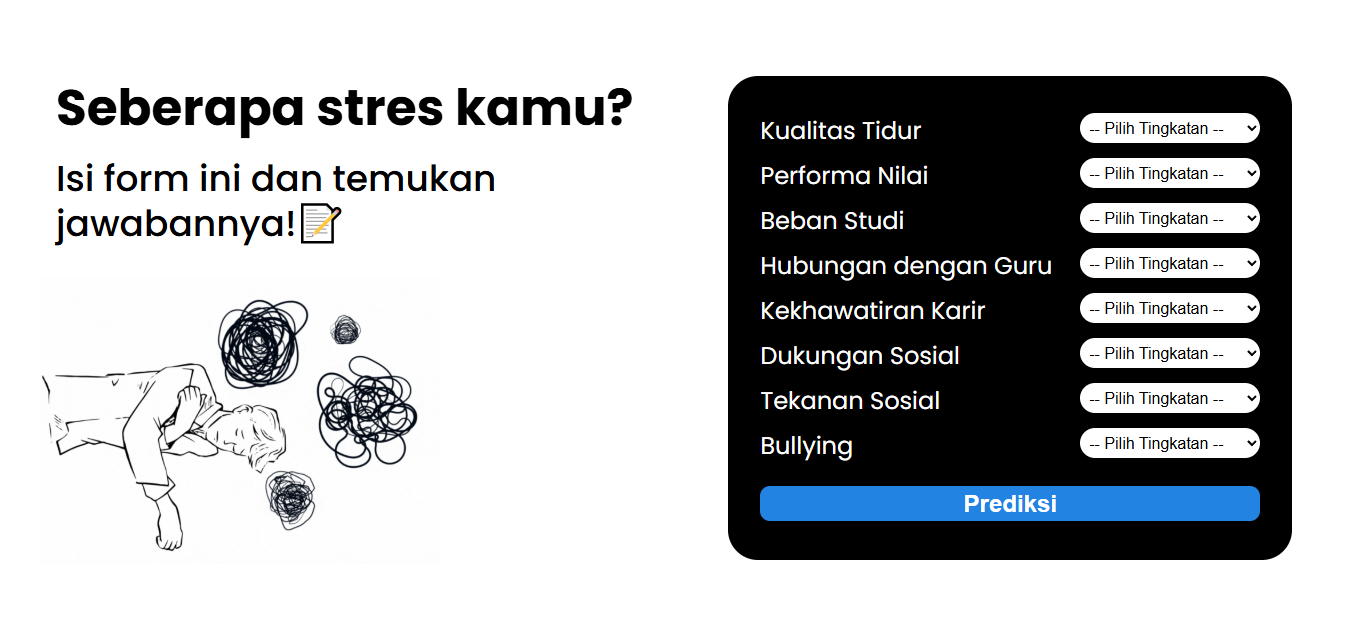 Seberapa stres kamu?
Isi form ini dan temukan
jawabannya!📝
Kualitas Tidur -- Pilih Tingkatan --
Performa Nilai -- Pilih Tingkatan --
Beban Studi -- Pilih Tingkatan --
Hubungan dengan Guru -- Pilih Tingkatan --
Kekhawatiran Karir -- Pilih Tingkatan --
Dukungan Sosial -- Pilih Tingkatan --
Tekanan Sosial -- Pilih Tingkatan --
Bullying -- Pilih Tingkatan --
Prediksi